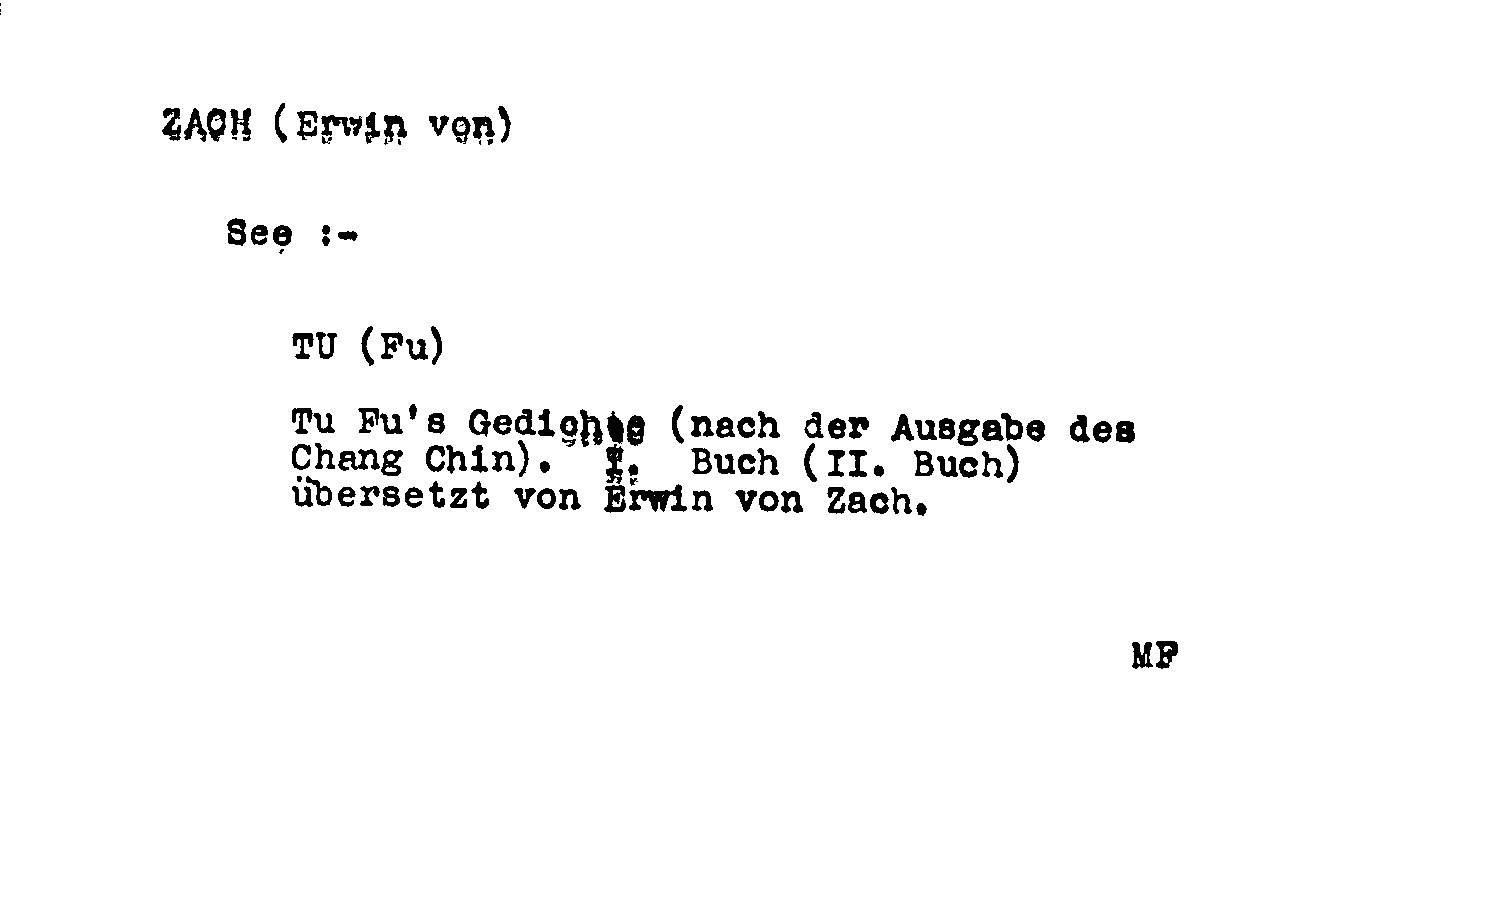 ZACH (Erwin von)
See :-
TU (Fu)
Tu Fu's Gedichte (nach der Ausgabe des
Chang Chin). I. Buch (II. Buch)
übersetzt von Erwin von Zach.
MF